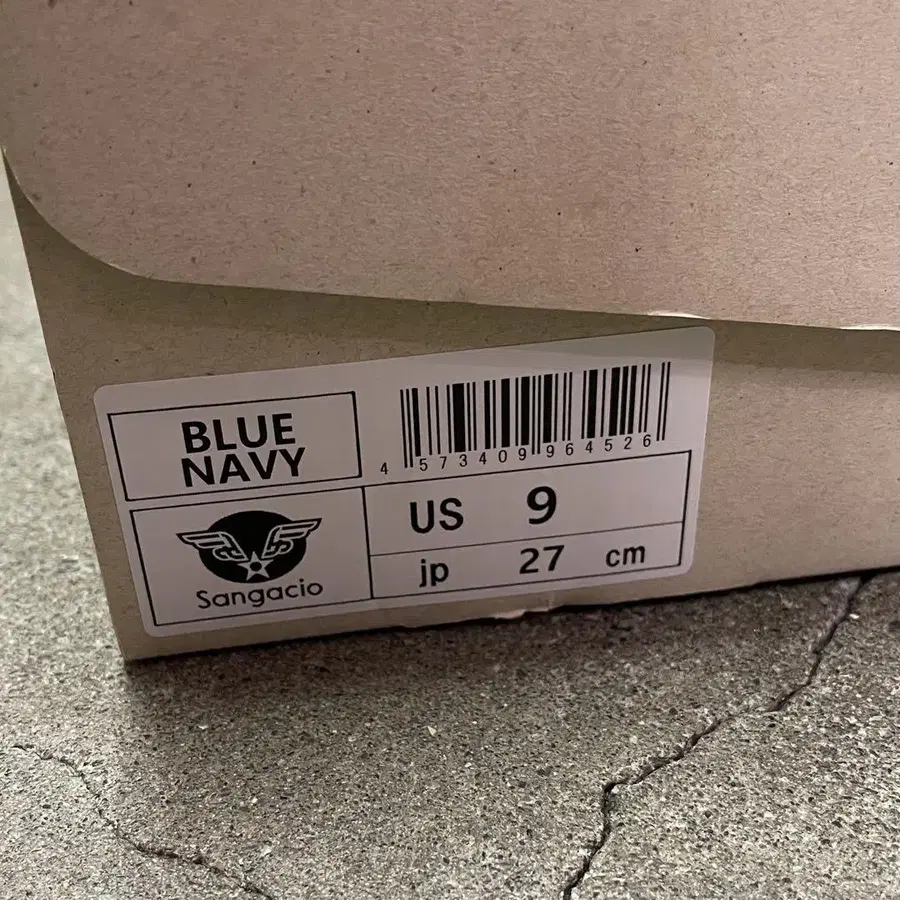 BLUE
NAVY
4 573409 964526
US 9
jp 27 cm
Sangacio